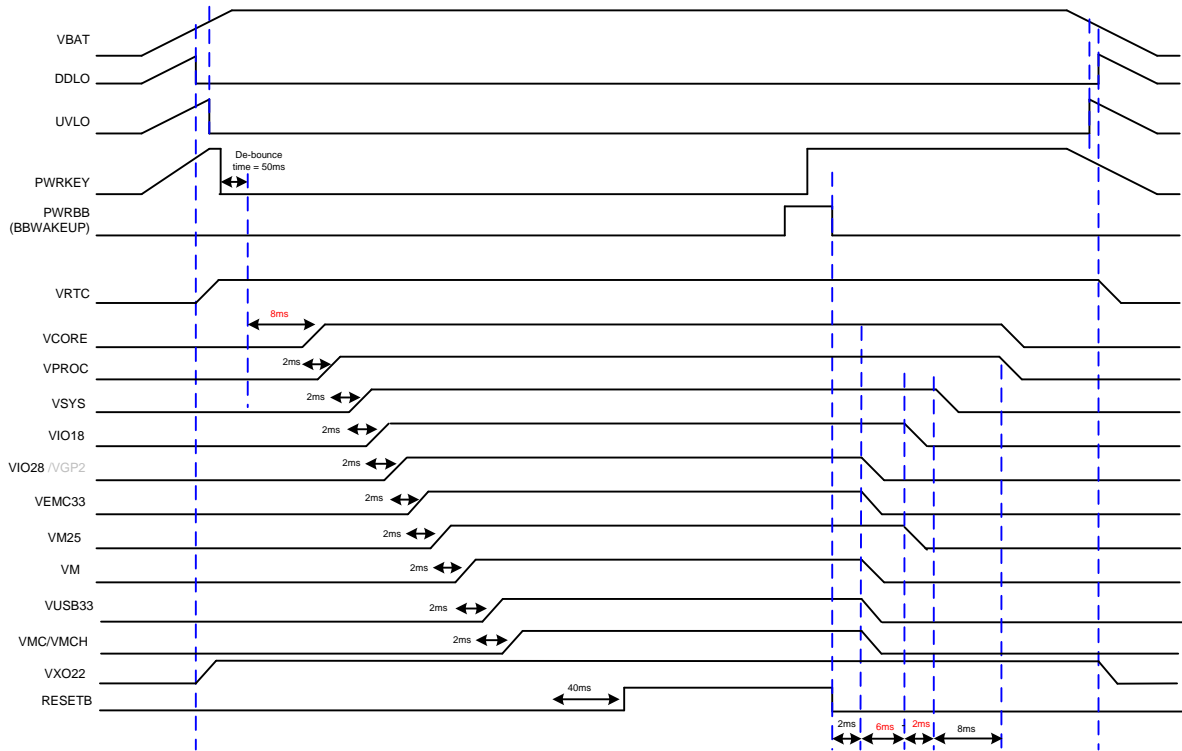 VBAT
DDLO
UVLO
De-bounce
time = 50ms
PWRKEY
PWRBB
(BBWAKEUP)
VRTC
8ms
VCORE
2ms
VPROC
2ms
VSYS
2ms
VIO18
2ms
VIO28 /VGP2
2ms
VEMC33
2ms
VM25
2ms
VM
2ms
VUSB33
2ms
VMC/VMCH
VXO22
40ms
RESETB
2ms 6ms - 2ms 8ms